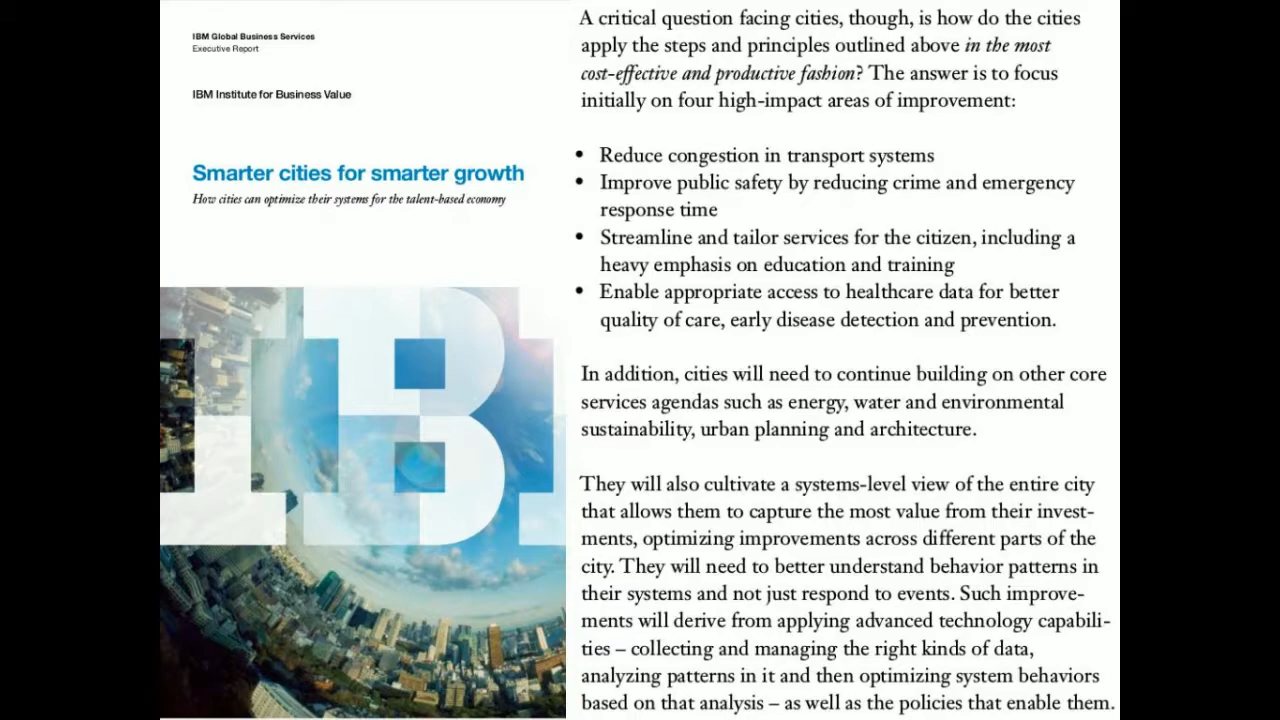 IBM Global Business Services
Executive Report
IBM Institute for Business Value
Smarter cities for smarter growth
How cities can optimize their systems for the talent-based economy
IBM
A critical question facing cities, though, is how do the cities
apply the steps and principles outlined above in the most
cost-effective and productive fashion? The answer is to focus
initially on four high-impact areas of improvement:
• Reduce congestion in transport systems
• Improve public safety by reducing crime and emergency
response time
• Streamline and tailor services for the citizen, including a
heavy emphasis on education and training
• Enable appropriate access to healthcare data for better
quality of care, early disease detection and prevention.
In addition, cities will need to continue building on other core
services agendas such as energy, water and environmental
sustainability, urban planning and architecture.
They will also cultivate a systems-level view of the entire city
that allows them to capture the most value from their invest-
ments, optimizing improvements across different parts of the
city. They will need to better understand behavior patterns in
their systems and not just respond to events. Such improve-
ments will derive from applying advanced technology capabili-
ties – collecting and managing the right kinds of data,
analyzing patterns in it and then optimizing system behaviors
based on that analysis – as well as the policies that enable them.